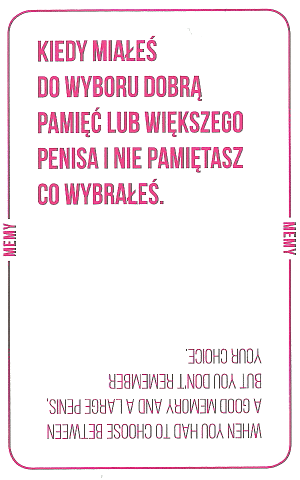 KIEDY MIAŁEŚ
DO WYBORU DOBRĄ
PAMIĘĆ LUB WIĘKSZEGO
PENISA I NIE PAMIĘTASZ
CO WYBRAŁEŚ.
MEMY
MEMY
WHEN YOU HAD TO CHOOSE BETWEEN
A GOOD MEMORY AND A LARGE PENIS,
BUT YOU DON'T REMEMBER
YOUR CHOICE.